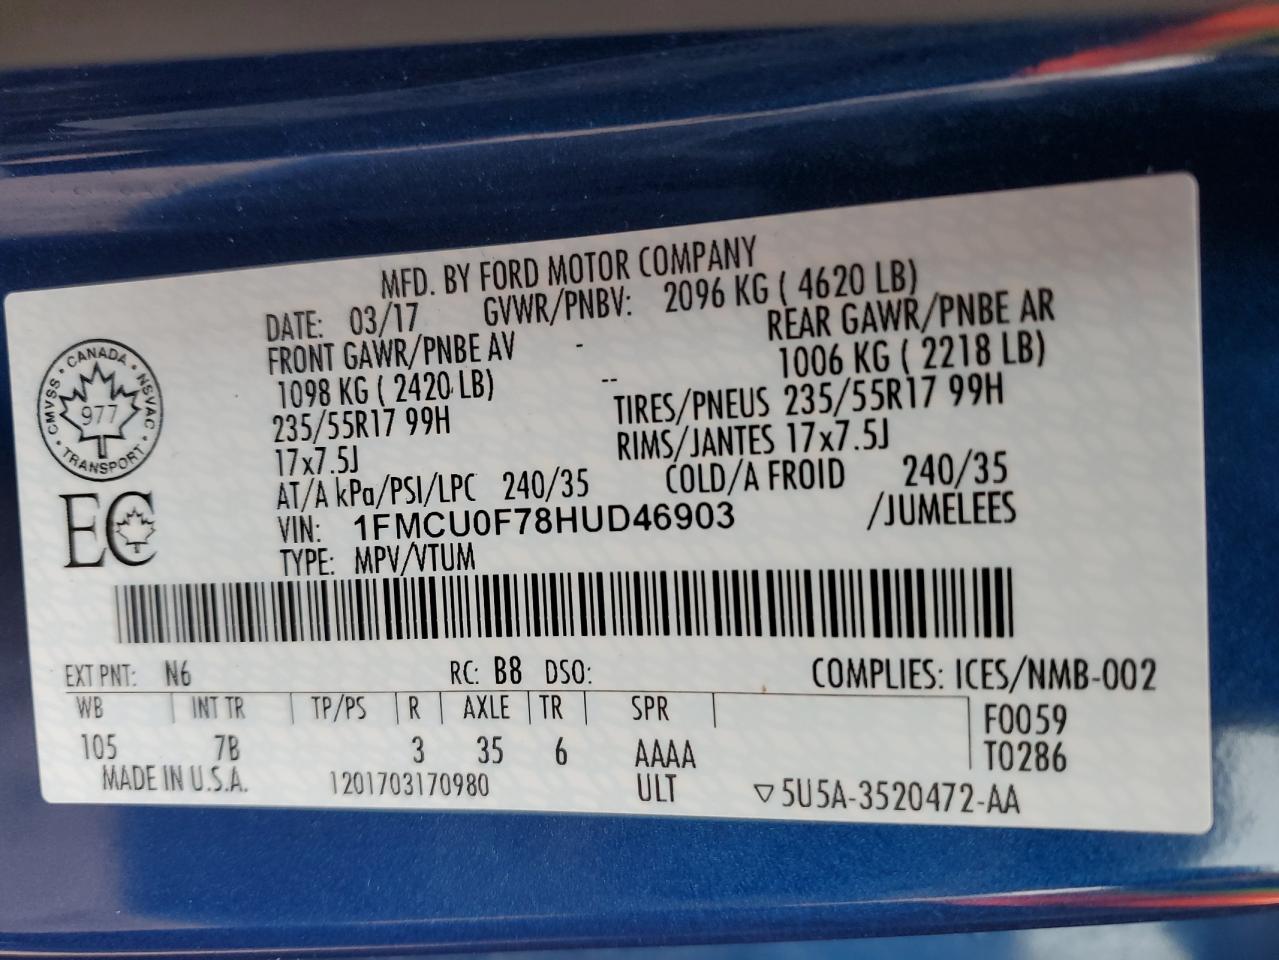 MFD. BY FORD MOTOR COMPANY
DATE: 03/17 GVWR/PNBV: 2096 KG ( 4620 LB)
FRONT GAWR/PNBE AV - REAR GAWR/PNBE AR
1098 KG ( 2420 LB) -- 1006 KG ( 2218 LB)
235/55R17 99H TIRES/PNEUS 235/55R17 99H
17x7.5J RIMS/JANTES 17x7.5J
AT/A kPa/PSI/LPC 240/35 COLD/A FROID 240/35
VIN: 1FMCU0F78HUD46903 /JUMELEES
TYPE: MPV/VTUM
CANADA
CMVSS NSVAC
977
TRANSPORT
EC
EXT PNT: N6 RC: B8 DSO: COMPLIES: ICES/NMB-002
WB INT TR TP/PS R AXLE TR SPR F0059
105 7B 3 35 6 AAAA T0286
MADE IN U.S.A. 1201703170980 ULT ▽5U5A-3520472-AA